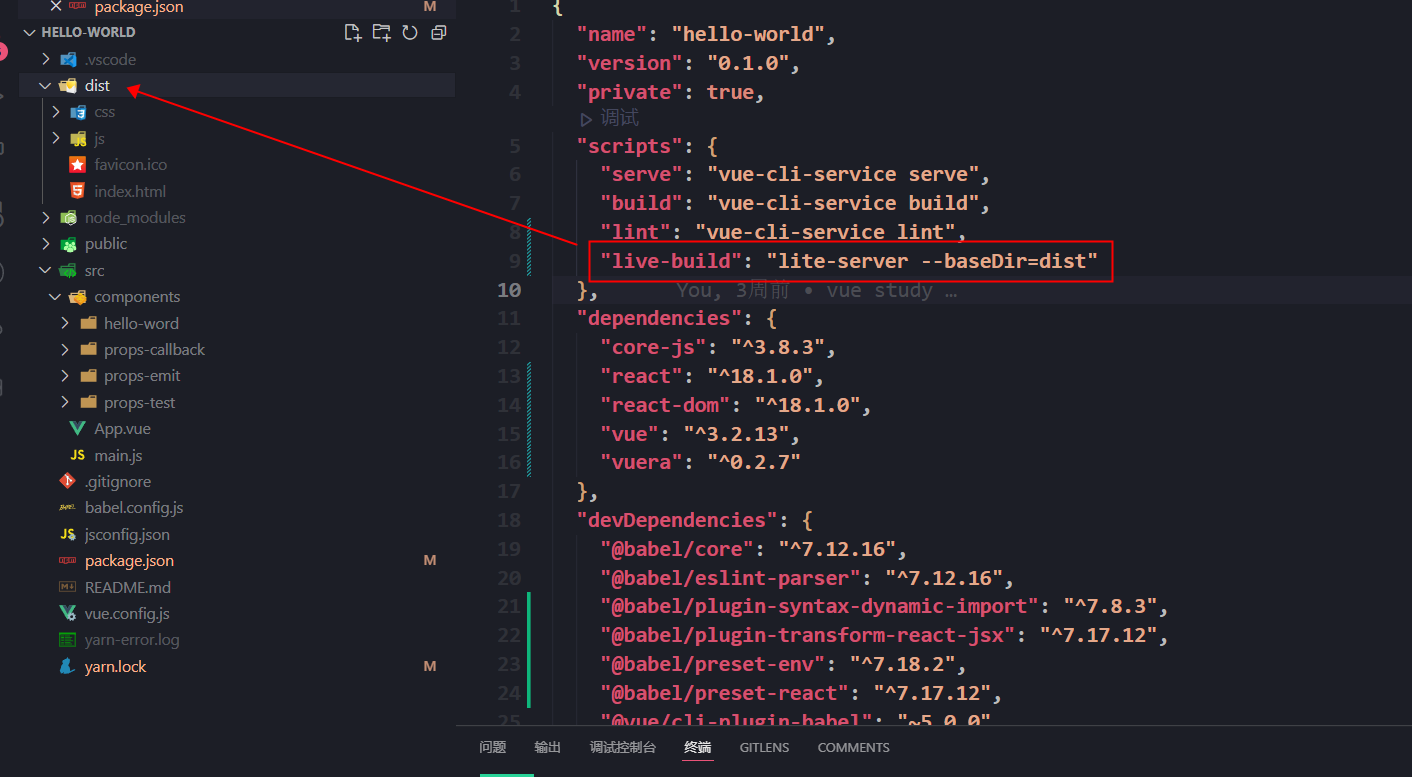 package.json M
HELLO-WORLD
.vscode
dist
css
js
favicon.ico
index.html
node_modules
public
src
components
hello-word
props-callback
props-emit
props-test
App.vue
main.js
.gitignore
babel.config.js
jsconfig.json
package.json M
README.md
vue.config.js
yarn-error.log
yarn.lock M
1 {
2 "name": "hello-world",
3 "version": "0.1.0",
4 "private": true,
调试
5 "scripts": {
6 "serve": "vue-cli-service serve",
7 "build": "vue-cli-service build",
8 "lint": "vue-cli-service lint",
9 "live-build": "lite-server --baseDir=dist"
10 }, You, 3周前 • vue study …
11 "dependencies": {
12 "core-js": "^3.8.3",
13 "react": "^18.1.0",
14 "react-dom": "^18.1.0",
15 "vue": "^3.2.13",
16 "vuera": "^0.2.7"
17 },
18 "devDependencies": {
19 "@babel/core": "^7.12.16",
20 "@babel/eslint-parser": "^7.12.16",
21 "@babel/plugin-syntax-dynamic-import": "^7.8.3",
22 "@babel/plugin-transform-react-jsx": "^7.17.12",
23 "@babel/preset-env": "^7.18.2",
24 "@babel/preset-react": "^7.17.12",
25 "@vue/cli-plugin-babel": "~5.0.0"
问题 输出 调试控制台 终端 GITLENS COMMENTS